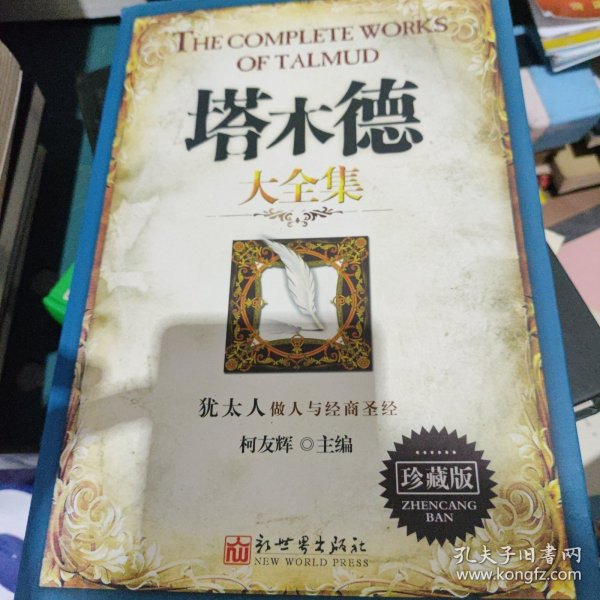 THE COMPLETE WORKS
OF TALMUD
塔木德
大全集
犹太人做人与经商圣经
柯友辉◎主编
珍藏版
ZHENCANG
BAN
新世界出版社
NEW WORLD PRESS
孔夫子旧书网
www.kongfz.com